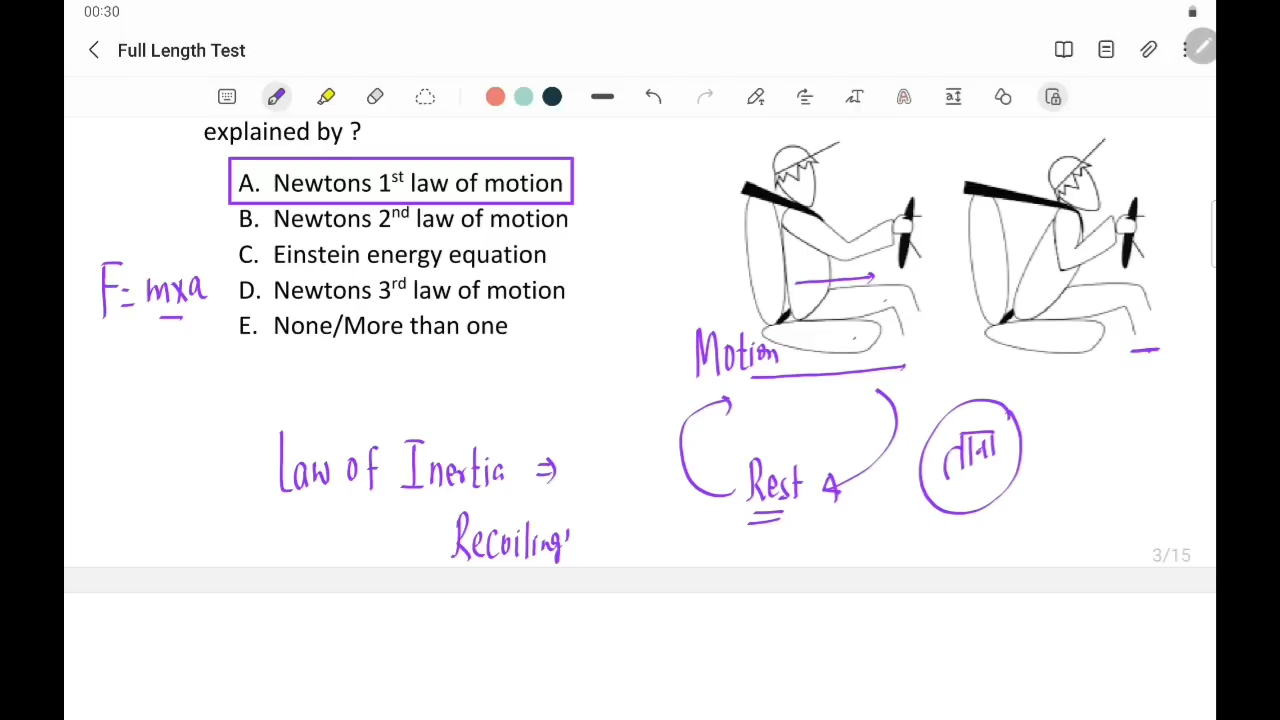 00:30
Full Length Test
explained by ?
A. Newtons 1st law of motion
B. Newtons 2nd law of motion
C. Einstein energy equation
D. Newtons 3rd law of motion
E. None/More than one
F = mxa
Motion
Rest
Law of Inertia ⇒
Recoiling
3/15